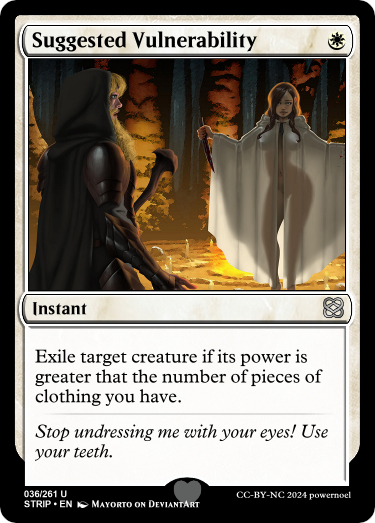 Suggested Vulnerability
Instant
Exile target creature if its power is
greater that the number of pieces of
clothing you have.
Stop undressing me with your eyes! Use
your teeth.
036/261 U
STRIP • EN Mayorto on DeviantArt
CC-BY-NC 2024 powernoel